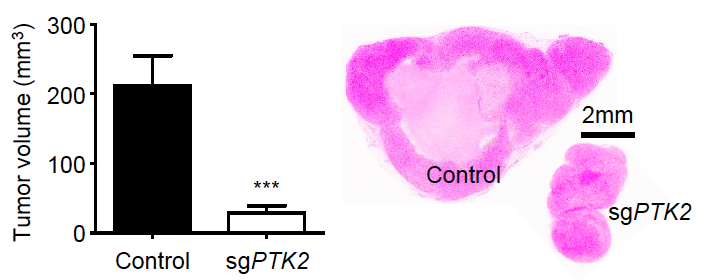 Tumor volume (mm³)
300
200
100
0
***
Control
sgPTK2
Control
2mm
sgPTK2